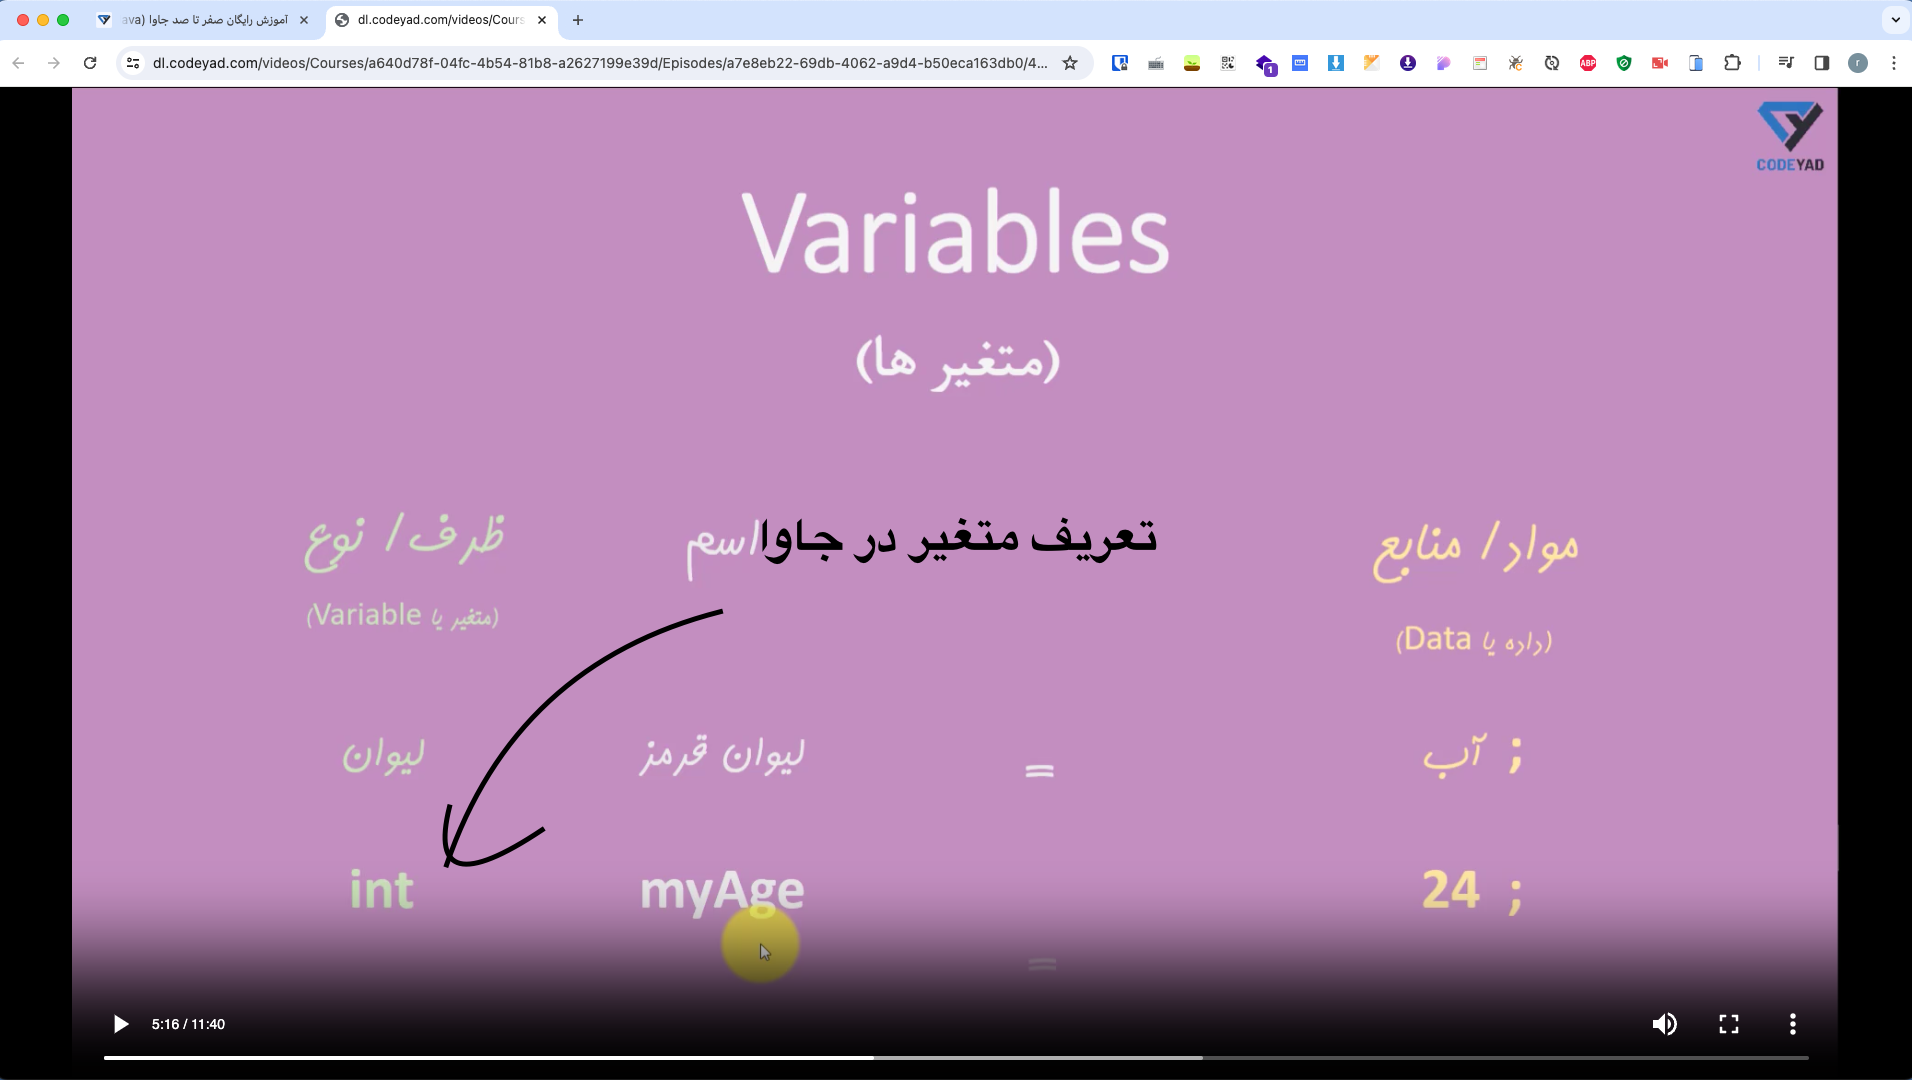 آموزش رایگان صفر تا صد جاوا (ava
dl.codeyad.com/videos/Cours
dl.codeyad.com/videos/Courses/a640d78f-04fc-4b54-81b8-a2627199e39d/Episodes/a7e8eb22-69db-4062-a9d4-b50eca163db0/4...
1
ABP
r
CODEYAD
Variables
(متغیر ها)
ظرف / نوع
اسم
تعریف متغیر در جاوا
مواد / منابع
(متغیر یا Variable)
(داده یا Data)
لیوان
لیوان قرمز
=
آب ;
int
myAge
24 ;
=
5:16 / 11:40